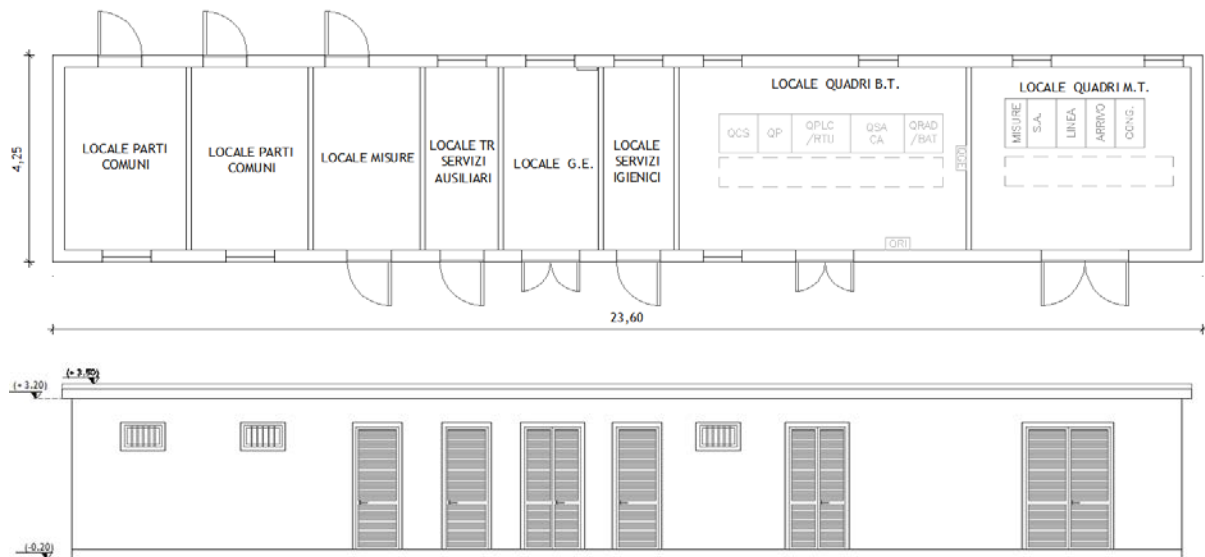 4,25
LOCALE PARTI
COMUNI
LOCALE PARTI
COMUNI
LOCALE MISURE
LOCALE TR
SERVIZI
AUSILIARI
LOCALE G.E.
LOCALE
SERVIZI
IGIENICI
LOCALE QUADRI B.T.
QCS
QP
QPLC
/RTU
QSA
CA
QRAD
/BAT
QGE
QRI
LOCALE QUADRI M.T.
MISURE
S.A.
LINEA
ARRIVO
CONG.
23,60
(+3.50)
(+3.20)
(-0.20)